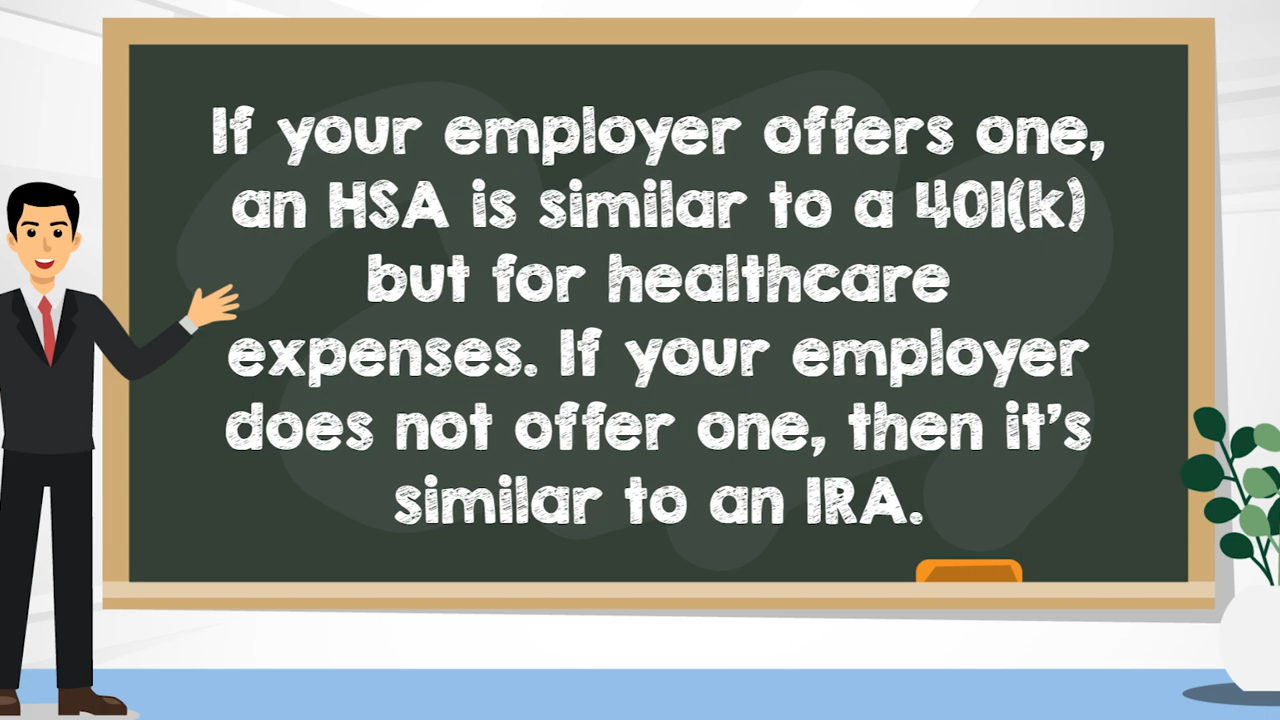 If your employer offers one,
an HSA is similar to a 401(k)
but for healthcare
expenses. If your employer
does not offer one, then it's
similar to an IRA.